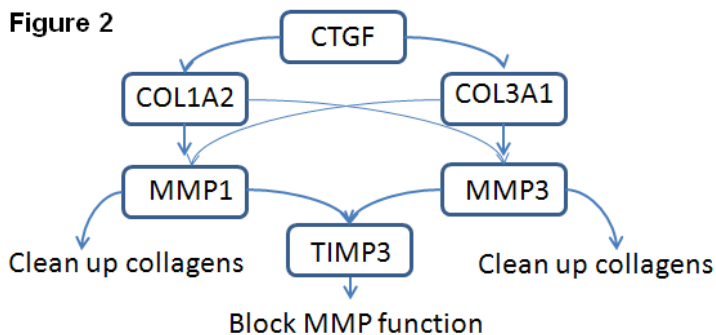 Figure 2
CTGF
COL1A2
COL3A1
MMP1
MMP3
Clean up collagens
TIMP3
Clean up collagens
Block MMP function